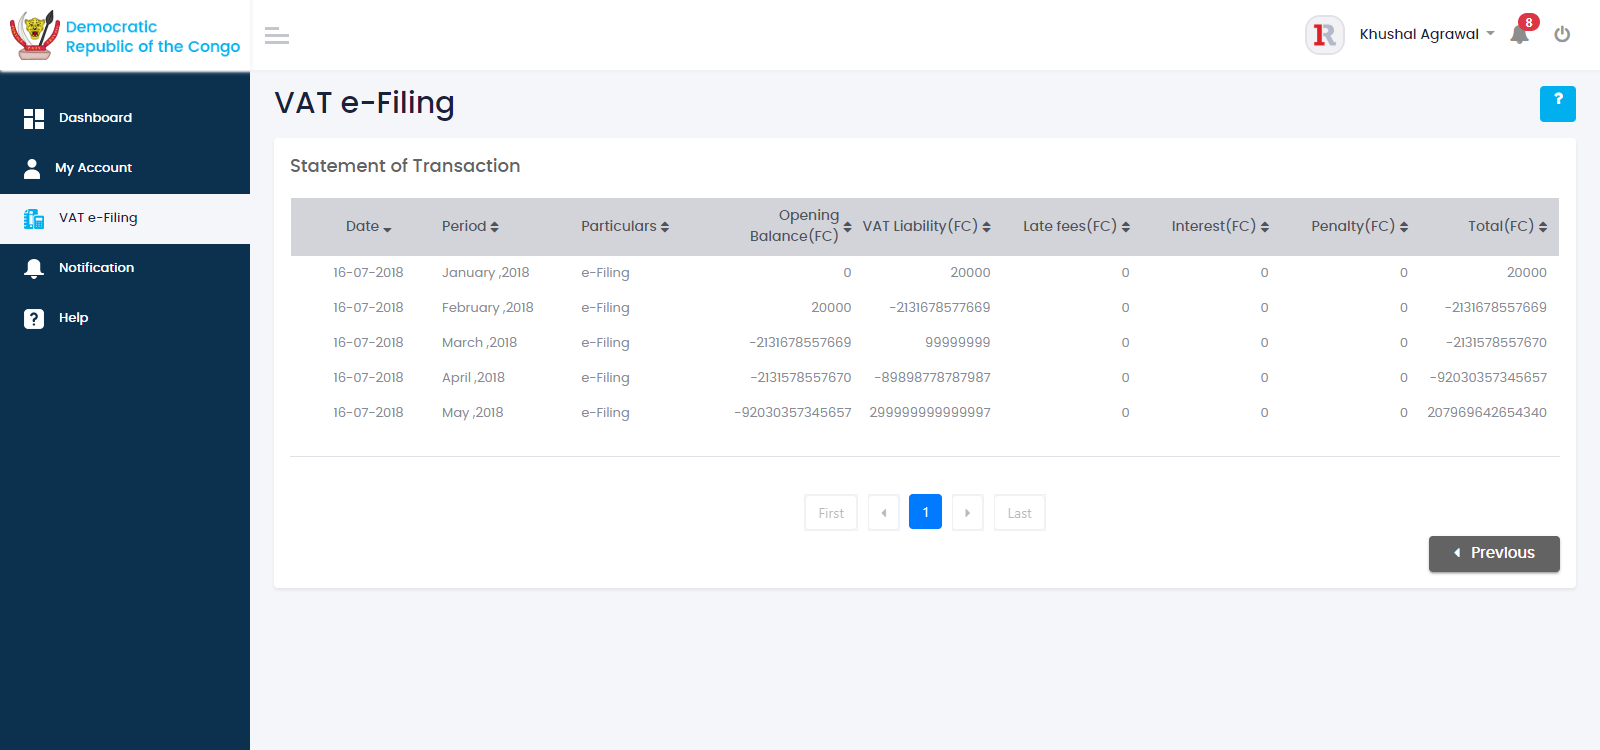 Democratic
Republic of the Congo
Khushal Agrawal
8
Dashboard
My Account
VAT e-Filing
Notification
Help
VAT e-Filing
?
Statement of Transaction
Date Period Particulars Opening Balance(FC) VAT Liability(FC) Late fees(FC) Interest(FC) Penalty(FC) Total(FC)
16-07-2018 January ,2018 e-Filing 0 20000 0 0 0 20000
16-07-2018 February ,2018 e-Filing 20000 -2131678577669 0 0 0 -2131678557669
16-07-2018 March ,2018 e-Filing -2131678557669 99999999 0 0 0 -2131578557670
16-07-2018 April ,2018 e-Filing -2131578557670 -89898778787987 0 0 0 -92030357345657
16-07-2018 May ,2018 e-Filing -92030357345657 299999999999997 0 0 0 207969642654340
First 1 Last
Previous